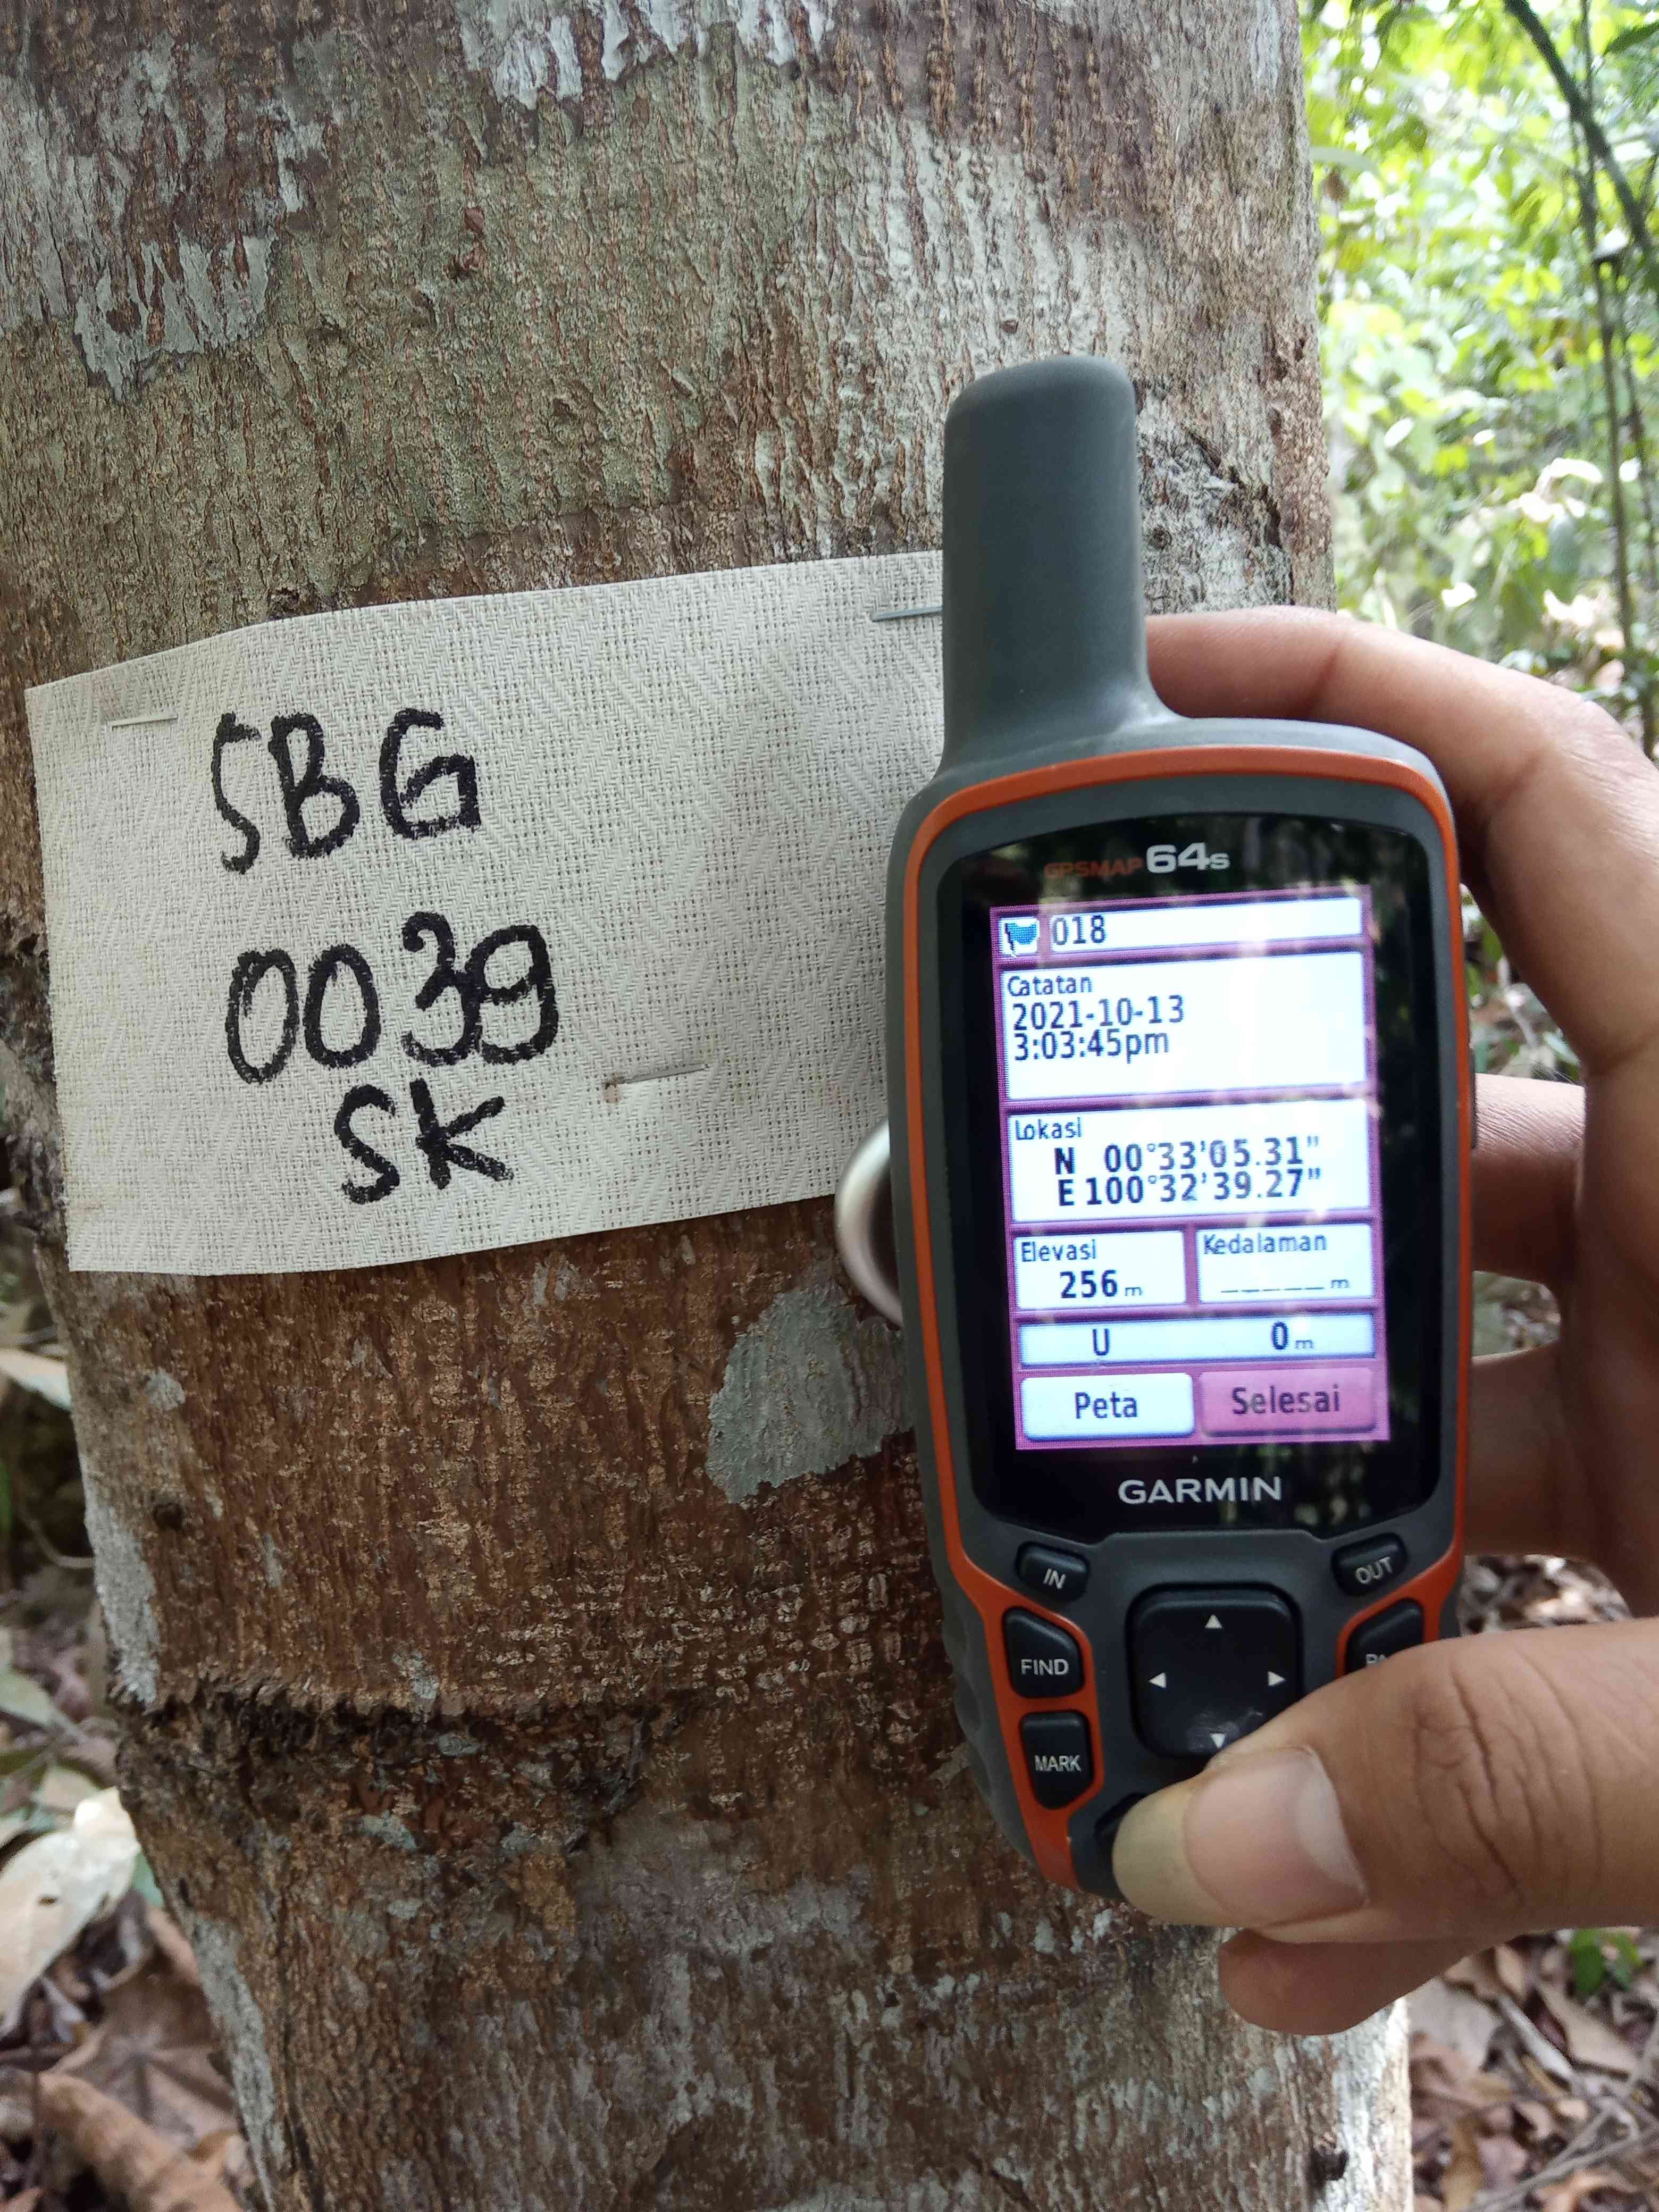 SBG
0039
SK
GPSMAP 64s
018
Catatan
2021-10-13
3:03:45pm
Lokasi
N 00°33'05.31"
E 100°32'39.27"
Elevasi
256 m
Kedalaman
_____ m
U 0 m
Peta
Selesai
GARMIN
IN
OUT
FIND
MARK